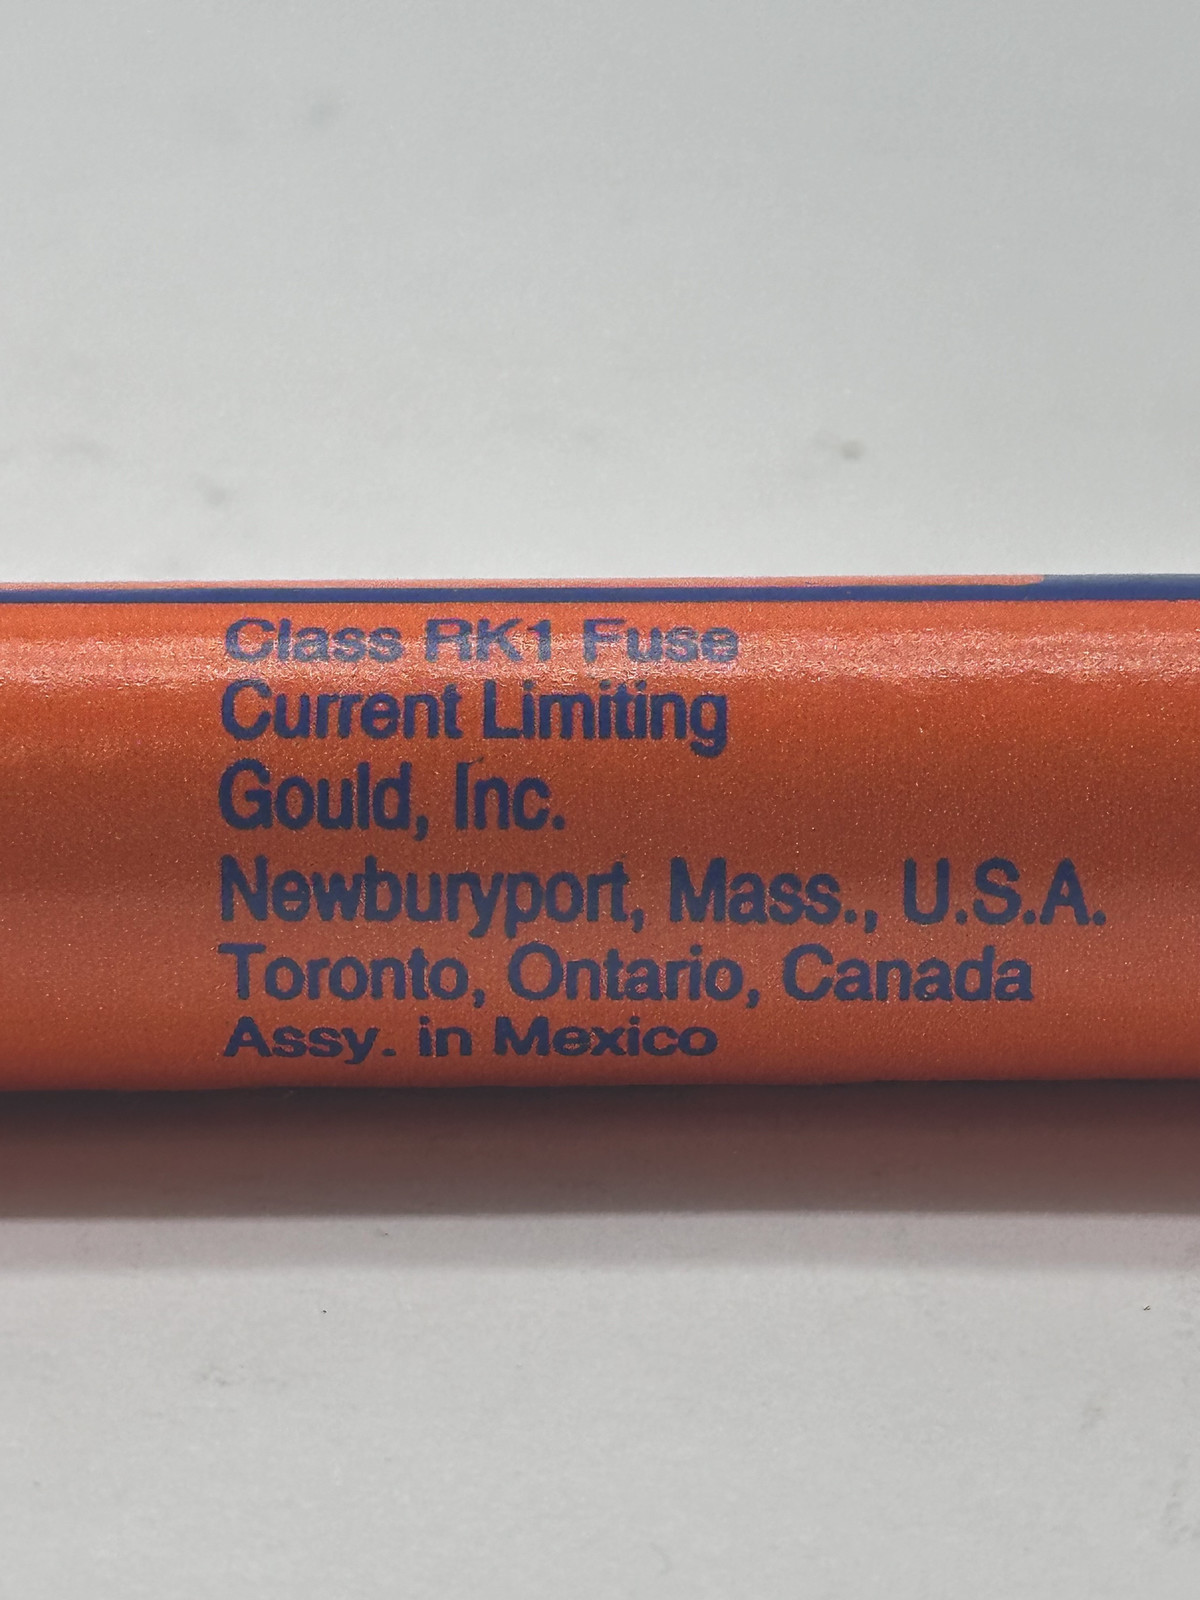 Class RK1 Fuse
Current Limiting
Gould, Inc.
Newburyport, Mass., U.S.A.
Toronto, Ontario, Canada
Assy. in Mexico